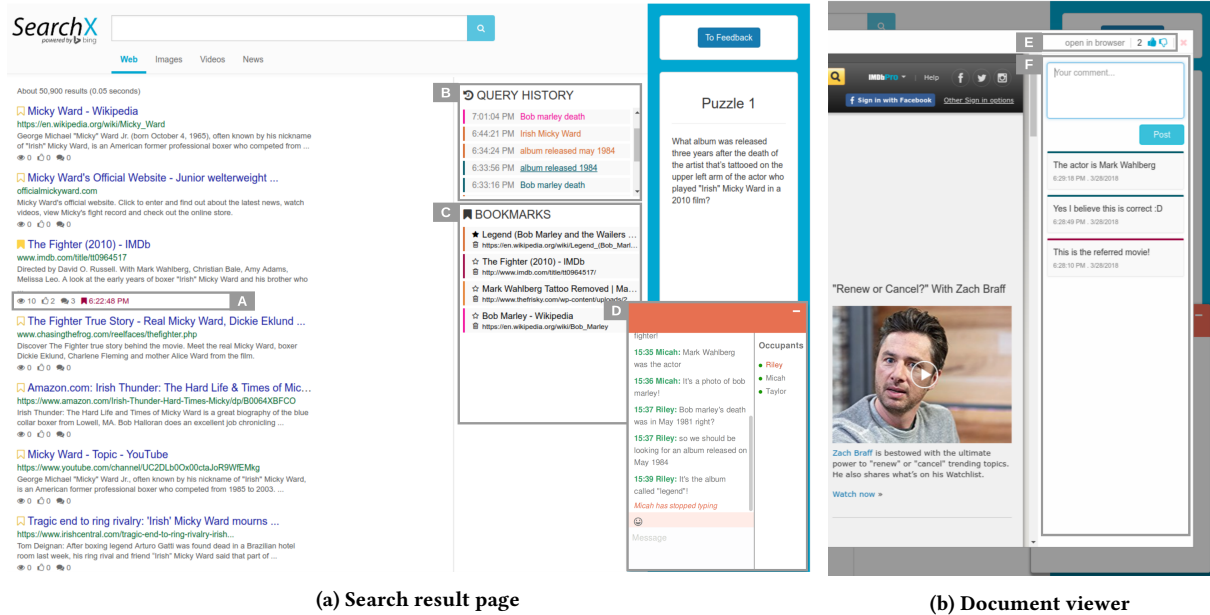 SearchX
powered by bing
Web Images Videos News
About 50,900 results (0.05 seconds)
Micky Ward - Wikipedia
https://en.wikipedia.org/wiki/Micky_Ward
George Michael "Micky" Ward Jr. (born October 4, 1965), often known by his nickname
of "Irish" Micky Ward, is an American former professional boxer who competed from ...
0 0 0
Micky Ward's Official Website - Junior welterweight ...
officialmickyward.com
Micky Ward's official website. Click to enter and find out about the latest news, watch
videos, view Micky's fight record and check out the online store.
0 0 0
The Fighter (2010) - IMDb
www.imdb.com/title/tt0964517
Directed by David O. Russell. With Mark Wahlberg, Christian Bale, Amy Adams,
Melissa Leo. A look at the early years of boxer "Irish" Micky Ward and his brother who
10 2 3 6:22:48 PM A
The Fighter True Story - Real Micky Ward, Dickie Eklund ...
www.chasingthefrog.com/reelfaces/thefighter.php
Discover The Fighter true story behind the movie. Meet the real Micky Ward, boxer
Dickie Eklund, Charlene Fleming and mother Alice Ward from the film.
0 0 0
Amazon.com: Irish Thunder: The Hard Life & Times of Mic...
https://www.amazon.com/Irish-Thunder-Hard-Times-Micky/dp/B0064XBFCO
Irish Thunder: The Hard Life and Times of Micky Ward is a great biography of the blue
collar boxer from Lowell, MA. Bob Halloran does an excellent job chronicling ...
0 0 0
Micky Ward - Topic - YouTube
https://www.youtube.com/channel/UC2DLb0Ox00ctaJoR9WfEMkg
George Michael "Micky" Ward Jr., often known by his nickname of "Irish" Micky Ward,
is an American former professional boxer who competed from 1985 to 2003. ...
0 0 0
Tragic end to ring rivalry: 'Irish' Micky Ward mourns ...
https://www.irishcentral.com/tragic-end-to-ring-rivalry-irish...
Tom Deignan: After boxing legend Arturo Gatti was found dead in a Brazilian hotel
room last week, his ring rival and friend "Irish" Micky Ward said that part of ...
0 0 0
B QUERY HISTORY
7:01:04 PM Bob marley death
6:44:21 PM Irish Micky Ward
6:34:24 PM album released may 1984
6:33:56 PM album released 1984
6:33:16 PM Bob marley death
C BOOKMARKS
Legend (Bob Marley and the Wailers ...
https://en.wikipedia.org/wiki/Legend_(Bob_Marl...
The Fighter (2010) - IMDb
http://www.imdb.com/title/tt0964517/
Mark Wahlberg Tattoo Removed | Ma...
http://www.thefrisky.com/wp-content/uploads/2
Bob Marley - Wikipedia
https://en.wikipedia.org/wiki/Bob_Marley
To Feedback
Puzzle 1
What album was released
three years after the death of
the artist that's tattooed on the
upper left arm of the actor who
played "Irish" Micky Ward in a
2010 film?
D
fighter!
15:35 Micah: Mark Wahlberg
was the actor
15:36 Micah: It's a photo of bob
marley!
15:37 Riley: Bob marley's death
was in May 1981 right?
15:37 Riley: so we should be
looking for an album released on
May 1984
15:39 Riley: It's the album
called "legend"!
Micah has stopped typing
Message
Occupants
Riley
Micah
Taylor
(a) Search result page
E open in browser 2
F Your comment...
Post
The actor is Mark Wahlberg
6:29:18 PM . 3/28/2018
Yes I believe this is correct :D
6:28:49 PM . 3/28/2018
This is the referred movie!
6:28:10 PM . 3/28/2018
IMDbPro Help
Sign in with Facebook Other Sign in options
"Renew or Cancel?" With Zach Braff
Zach Braff is bestowed with the ultimate
power to "renew" or "cancel" trending topics.
He also shares what's on his Watchlist.
Watch now »
(b) Document viewer